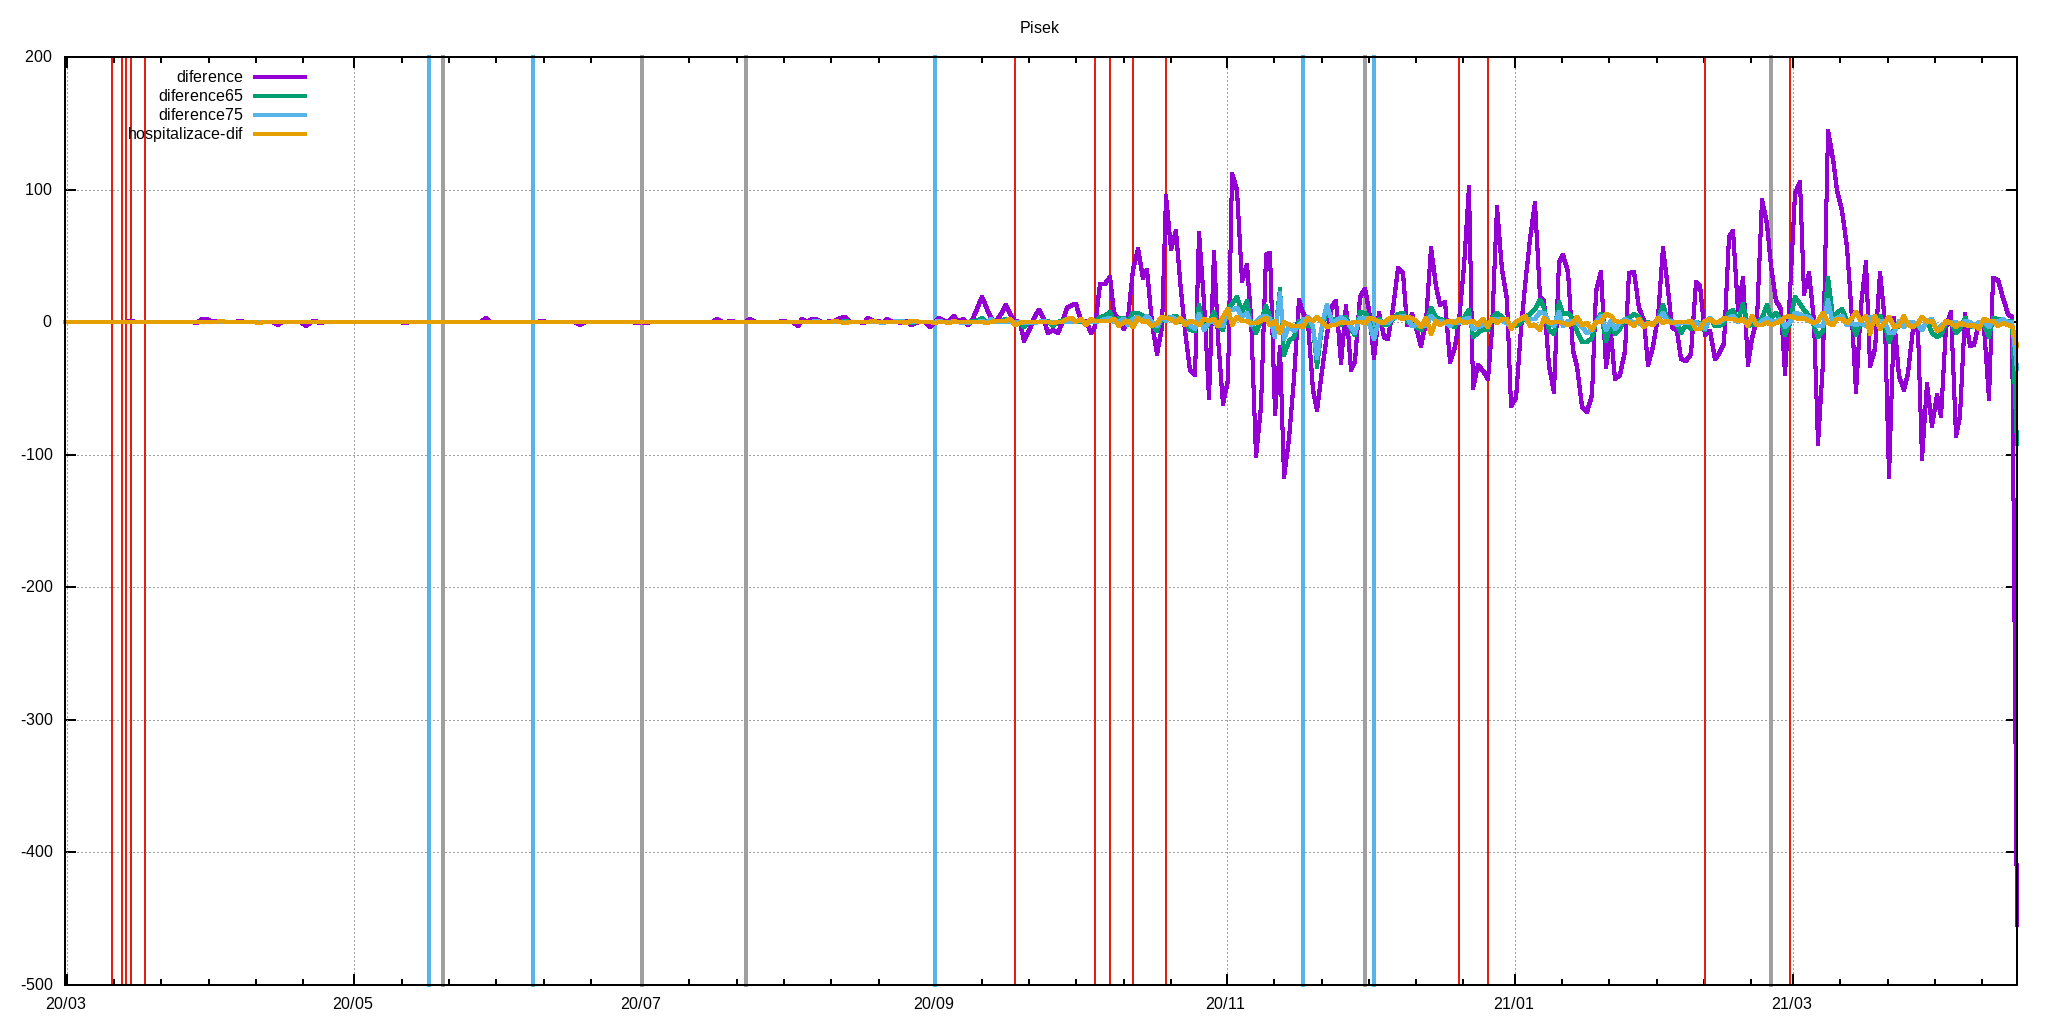 Pisek
200
100
0
-100
-200
-300
-400
-500
diference
diference65
diference75
hospitalizace-dif
20/03 20/05 20/07 20/09 20/11 21/01 21/03